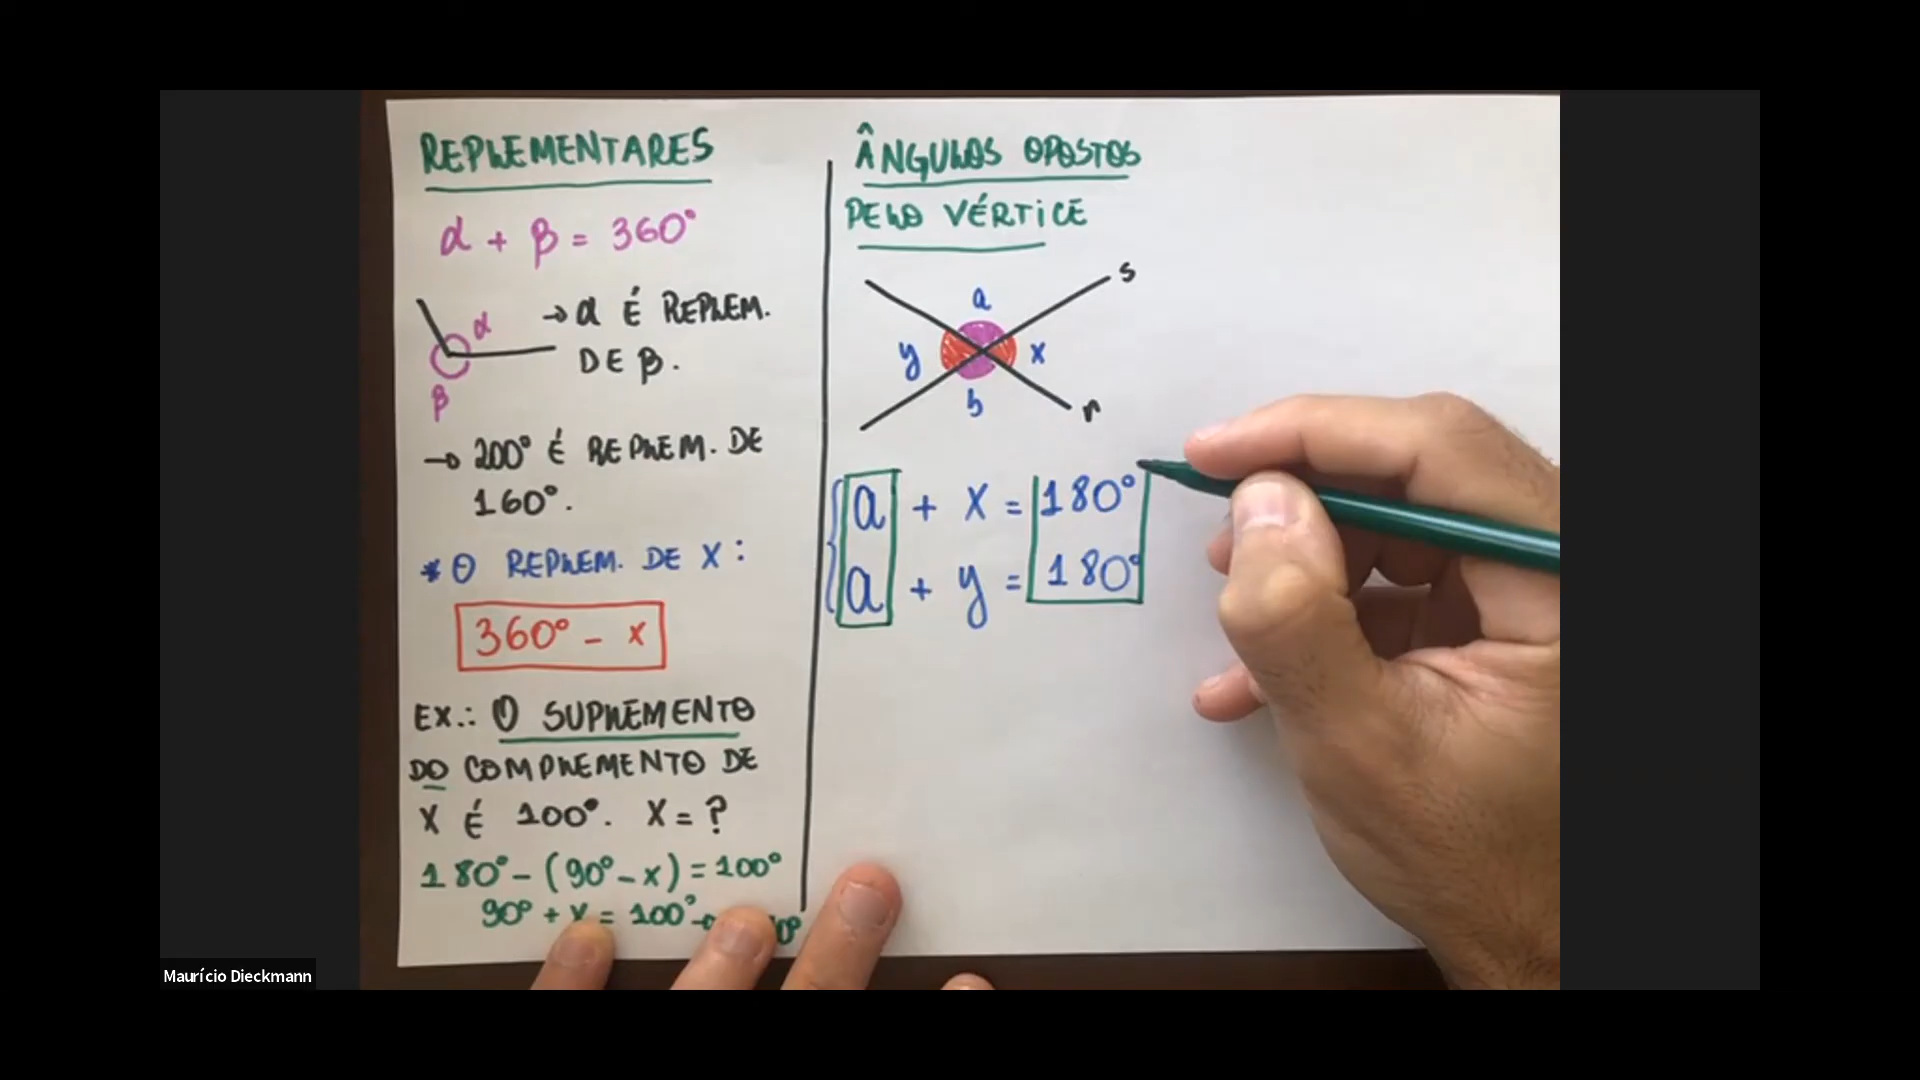 REPLEMENTARES
α + β = 360°
α
β
→ α É REPLEM.
DE β.
→ 200° É REPLEM. DE
160°.
* O REPLEM. DE X:
360° - x
EX.: O SUPLEMENTO
DO COMPLEMENTO DE
X É 100°. X = ?
180° - (90° - x) = 100°
90° + x = 100°
ÂNGULOS OPOSTOS
PELO VÉRTICE
s
a
y
x
b
r
a + x = 180°
a + y = 180°
Maurício Dieckmann